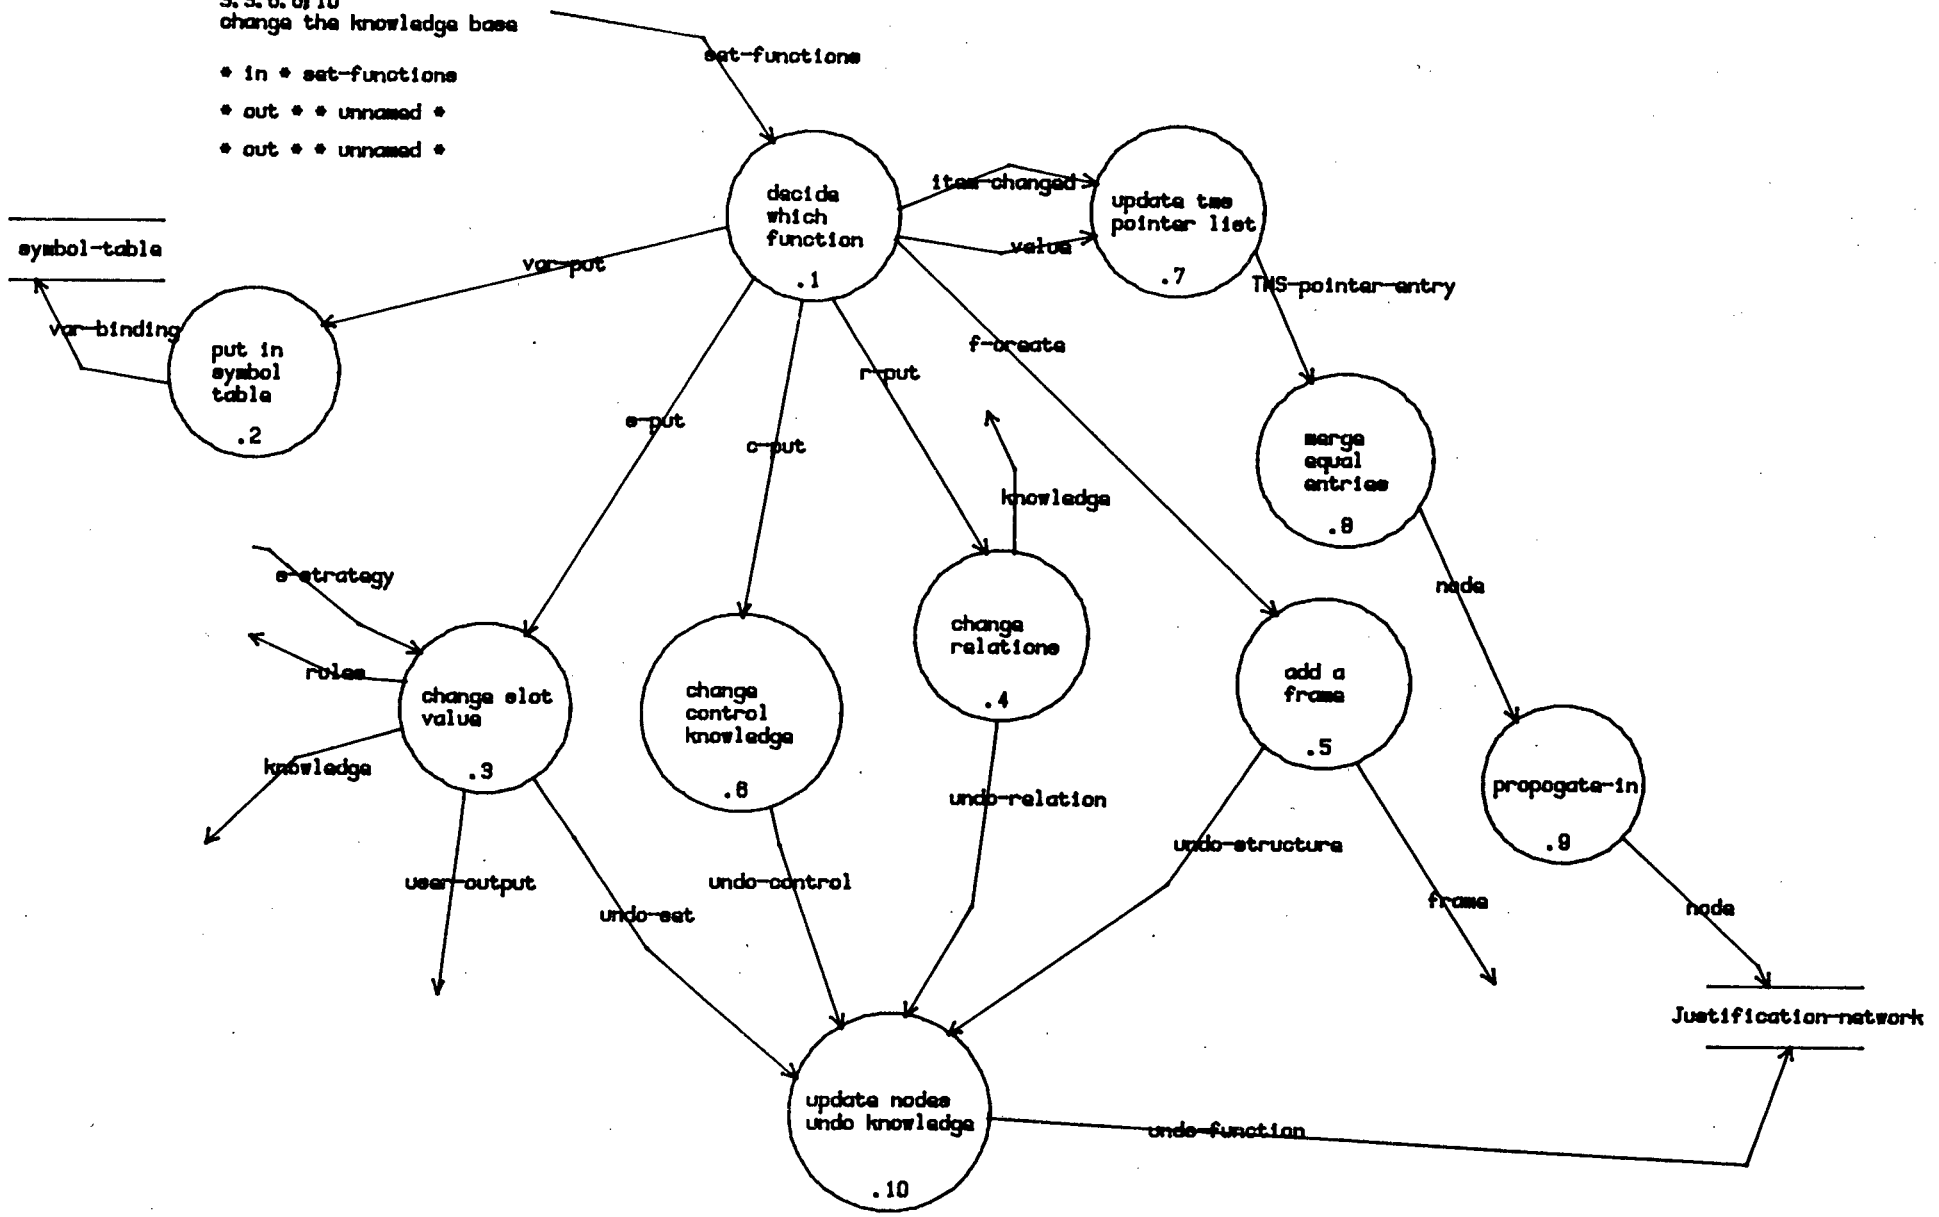 change the knowledge base
* in * set-functions
* out * * unnamed *
* out * * unnamed *
set-functions
decide
which
function
.1
item-changed
value
update tms
pointer list
.7
symbol-table
var-put
TMS-pointer-entry
var-binding
put in
symbol
table
.2
f-create
r-put
s-put
c-put
merge
equal
entries
.8
knowledge
s-strategy
node
rules
change slot
value
.3
change
control
knowledge
.6
change
relations
.4
add a
frame
.5
knowledge
propogate-in
.9
undo-relation
undo-structure
user-output
undo-control
undo-set
frame
node
Justification-network
update nodes
undo knowledge
.10
undo-function